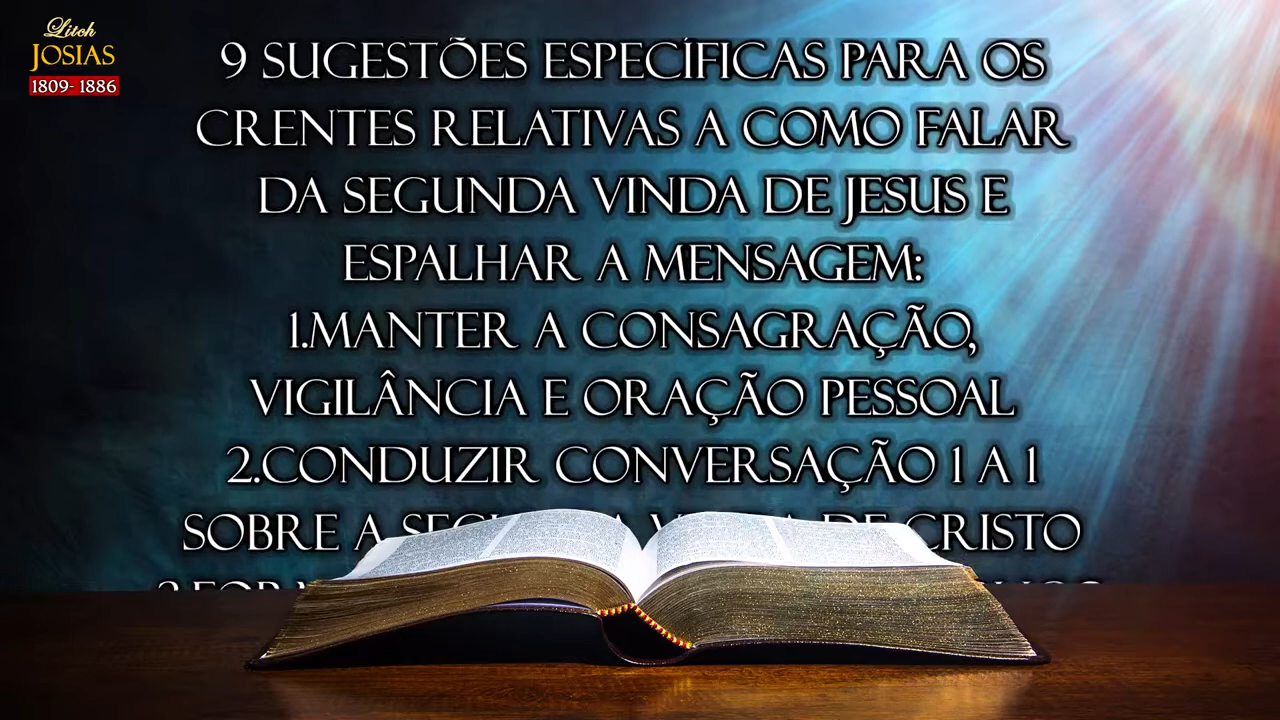 Litch
JOSIAS
1809- 1886
9 SUGESTÕES ESPECÍFICAS PARA OS
CRENTES RELATIVAS A COMO FALAR
DA SEGUNDA VINDA DE JESUS E
ESPALHAR A MENSAGEM:
1.MANTER A CONSAGRAÇÃO,
VIGILÂNCIA E ORAÇÃO PESSOAL
2.CONDUZIR CONVERSAÇÃO 1 A 1
SOBRE A DE CRISTO